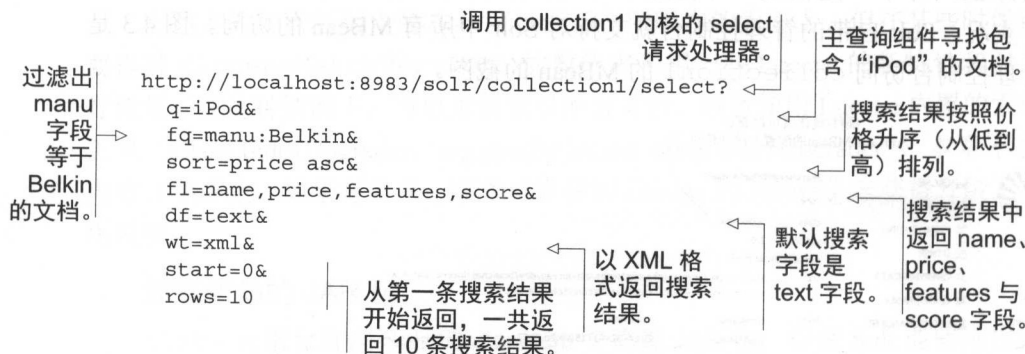 调用 collection1 内核的 select
请求处理器。
主查询组件寻找包
含“iPod”的文档。
过滤出
manu
字段
等于
Belkin
的文档。
http://localhost:8983/solr/collection1/select?
q=iPod&
fq=manu:Belkin&
sort=price asc&
fl=name,price,features,score&
df=text&
wt=xml&
start=0&
rows=10
搜索结果按照价
格升序（从低到
高）排列。
搜索结果中
返回 name、
price、
features 与
score 字段。
默认搜索
字段是
text 字段。
以 XML 格
式返回搜索
结果。
从第一条搜索结果
开始返回，一共返
回 10 条搜索结果。